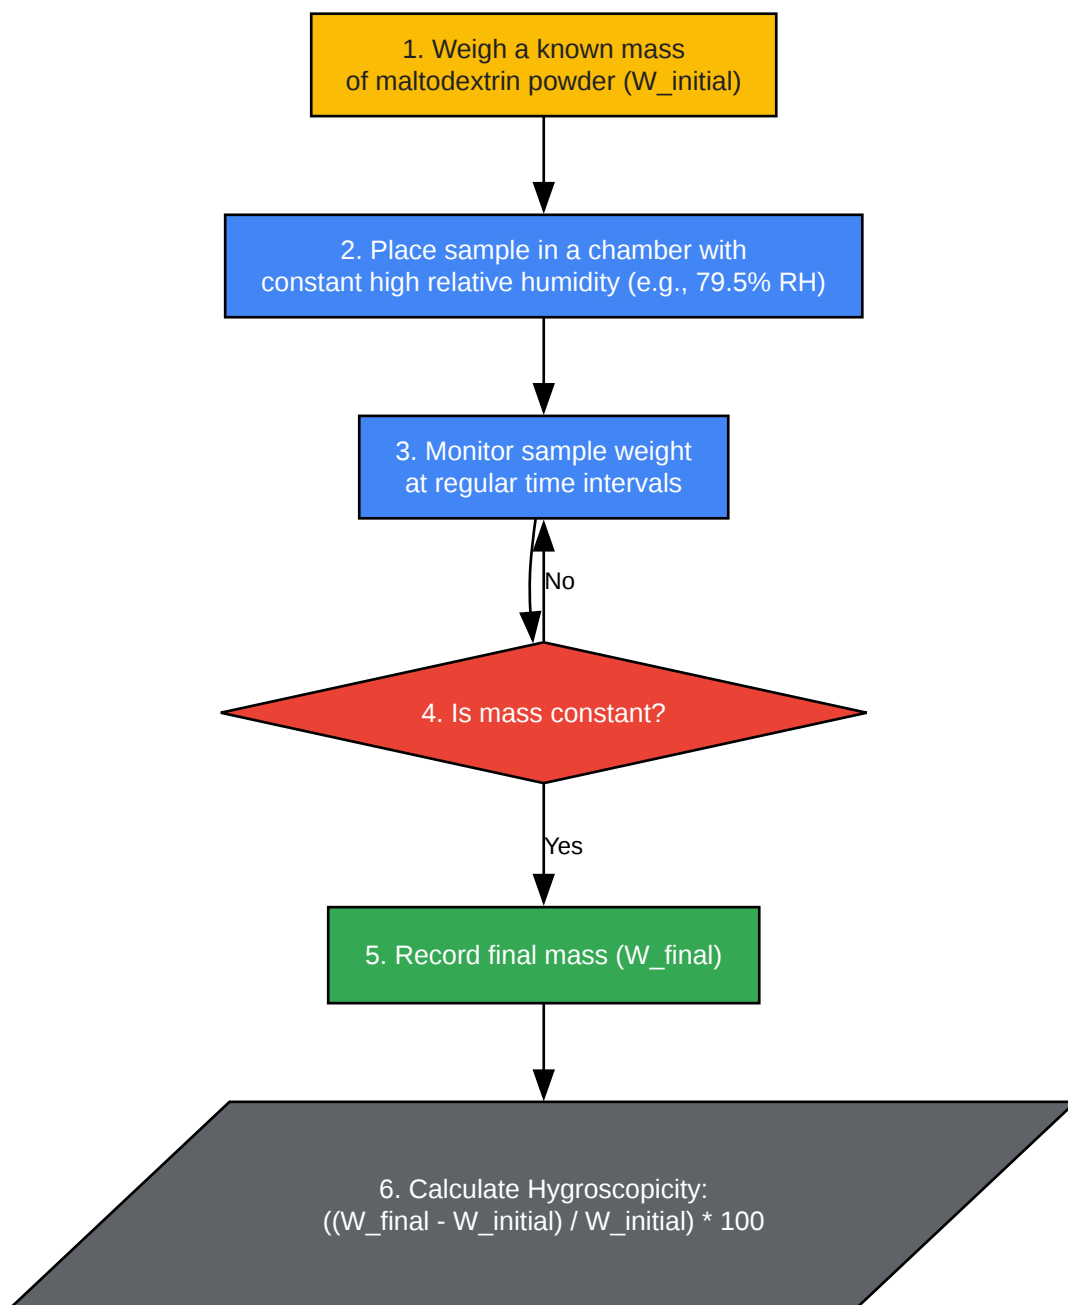 1. Weigh a known mass
of maltodextrin powder (W_initial)
2. Place sample in a chamber with
constant high relative humidity (e.g., 79.5% RH)
3. Monitor sample weight
at regular time intervals
No
4. Is mass constant?
Yes
5. Record final mass (W_final)
6. Calculate Hygroscopicity:
((W_final - W_initial) / W_initial) * 100